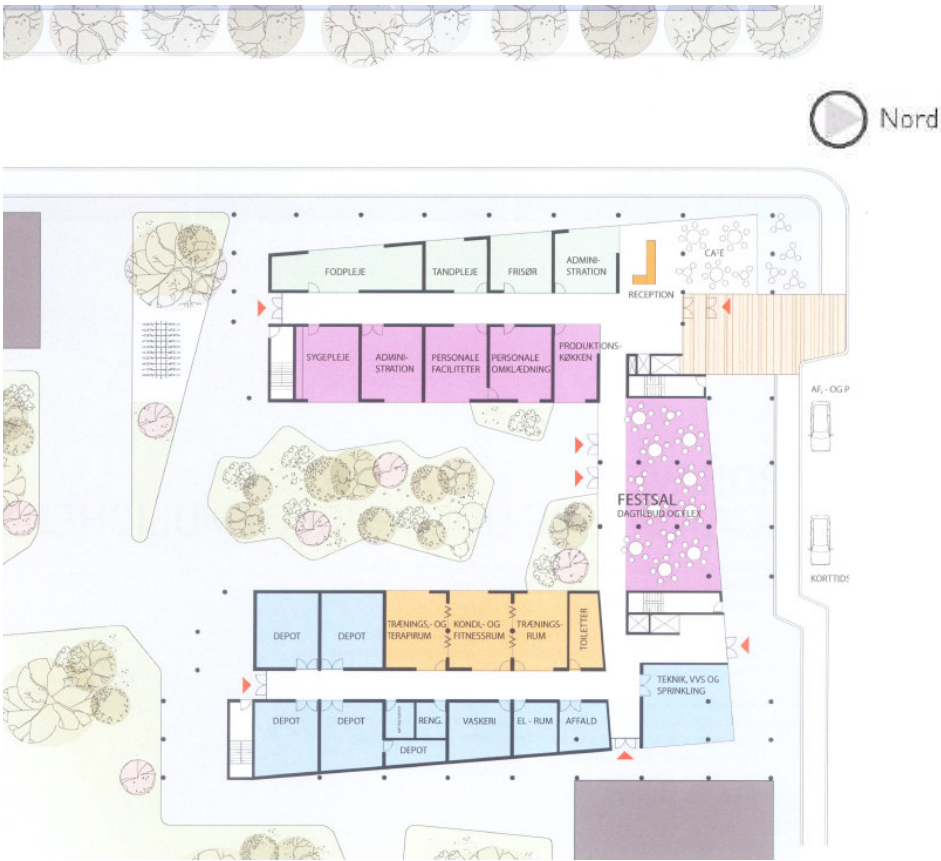 Nord
FODPLEJE
TANDPLEJE
FRISØR
ADMINI-
STRATION
CAFE
RECEPTION
SYGEPLEJE
ADMINI-
STRATION
PERSONALE
FACILITETER
PERSONALE
OMKLÆDNING
PRODUKTIONS-
KØKKEN
AF,- OG P
FESTSAL
DAGTILBUD OG FLEX
KORTTIDS
DEPOT
DEPOT
TRÆNINGS,- OG
TERAPIRUM
KONDI,- OG
FITNESSRUM
TRÆNINGS-
RUM
TOILETTER
TEKNIK, VVS OG
SPRINKLING
DEPOT
DEPOT
RENG.
VASKERI
EL - RUM
AFFALD
DEPOT